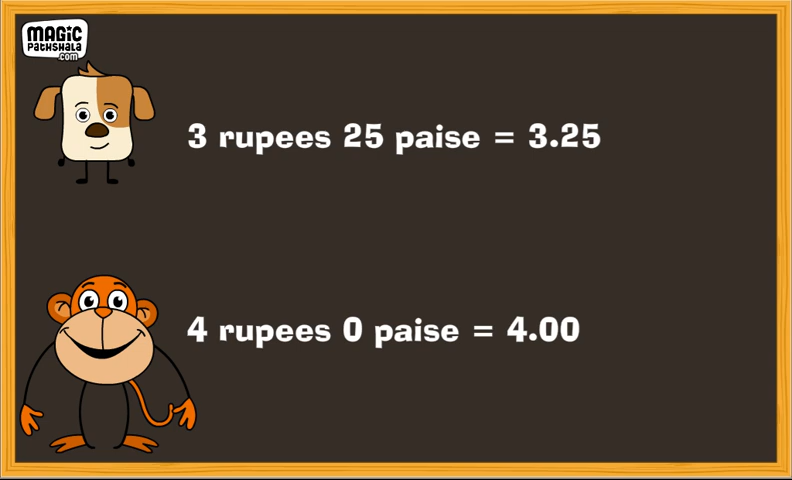 MAGIC
PATHSHALA
.com
3 rupees 25 paise = 3.25
4 rupees 0 paise = 4.00